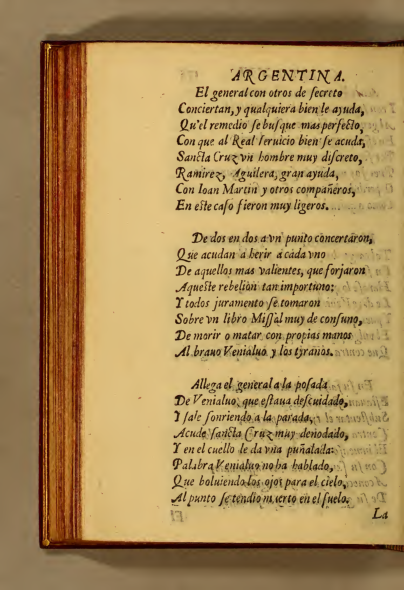 ARGENTINA.
El general con otros de secreto
Conciertan, y qualquiera bien le ayuda,
Qu'el remedio se busque mas perfecto,
Con que al Real seruicio bien se acuda,
Sancta Cruz vn hombre muy discreto,
Ramirez, Aguilera, gran ayuda,
Con Ioan Martin y otros compañeros,
En este caso fieron muy ligeros.
De dos en dos a vn punto concertaron,
Que acudan a herir a cada vno
De aquellos mas valientes, que forjaron
Aqueste rebelion tan importuno:
Y todos juramento se tomaron
Sobre vn libro Missal muy de consuno,
De morir o matar con propias manos
Al brauo Venialuo y los tyranos.
Allega el general a la posada
De Venialuo, que estaua descuidado,
Y sale sonriendo a la parada,
Acude sancta Cruz muy denodado,
Y en el cuello le da vna puñalada:
Palabra Venialuo no ha hablado,
Que boluiendo los ojos para el cielo,
Al punto se tendio muerto en el suelo.
La